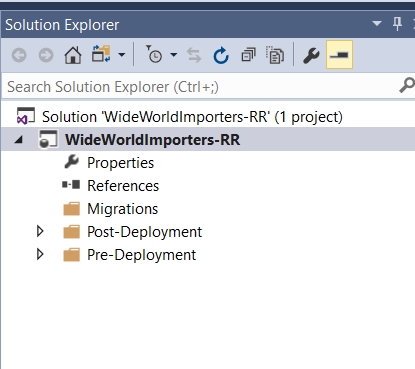 Solution Explorer
Search Solution Explorer (Ctrl+;)
Solution 'WideWorldImporters-RR' (1 project)
WideWorldImporters-RR
Properties
References
Migrations
Post-Deployment
Pre-Deployment